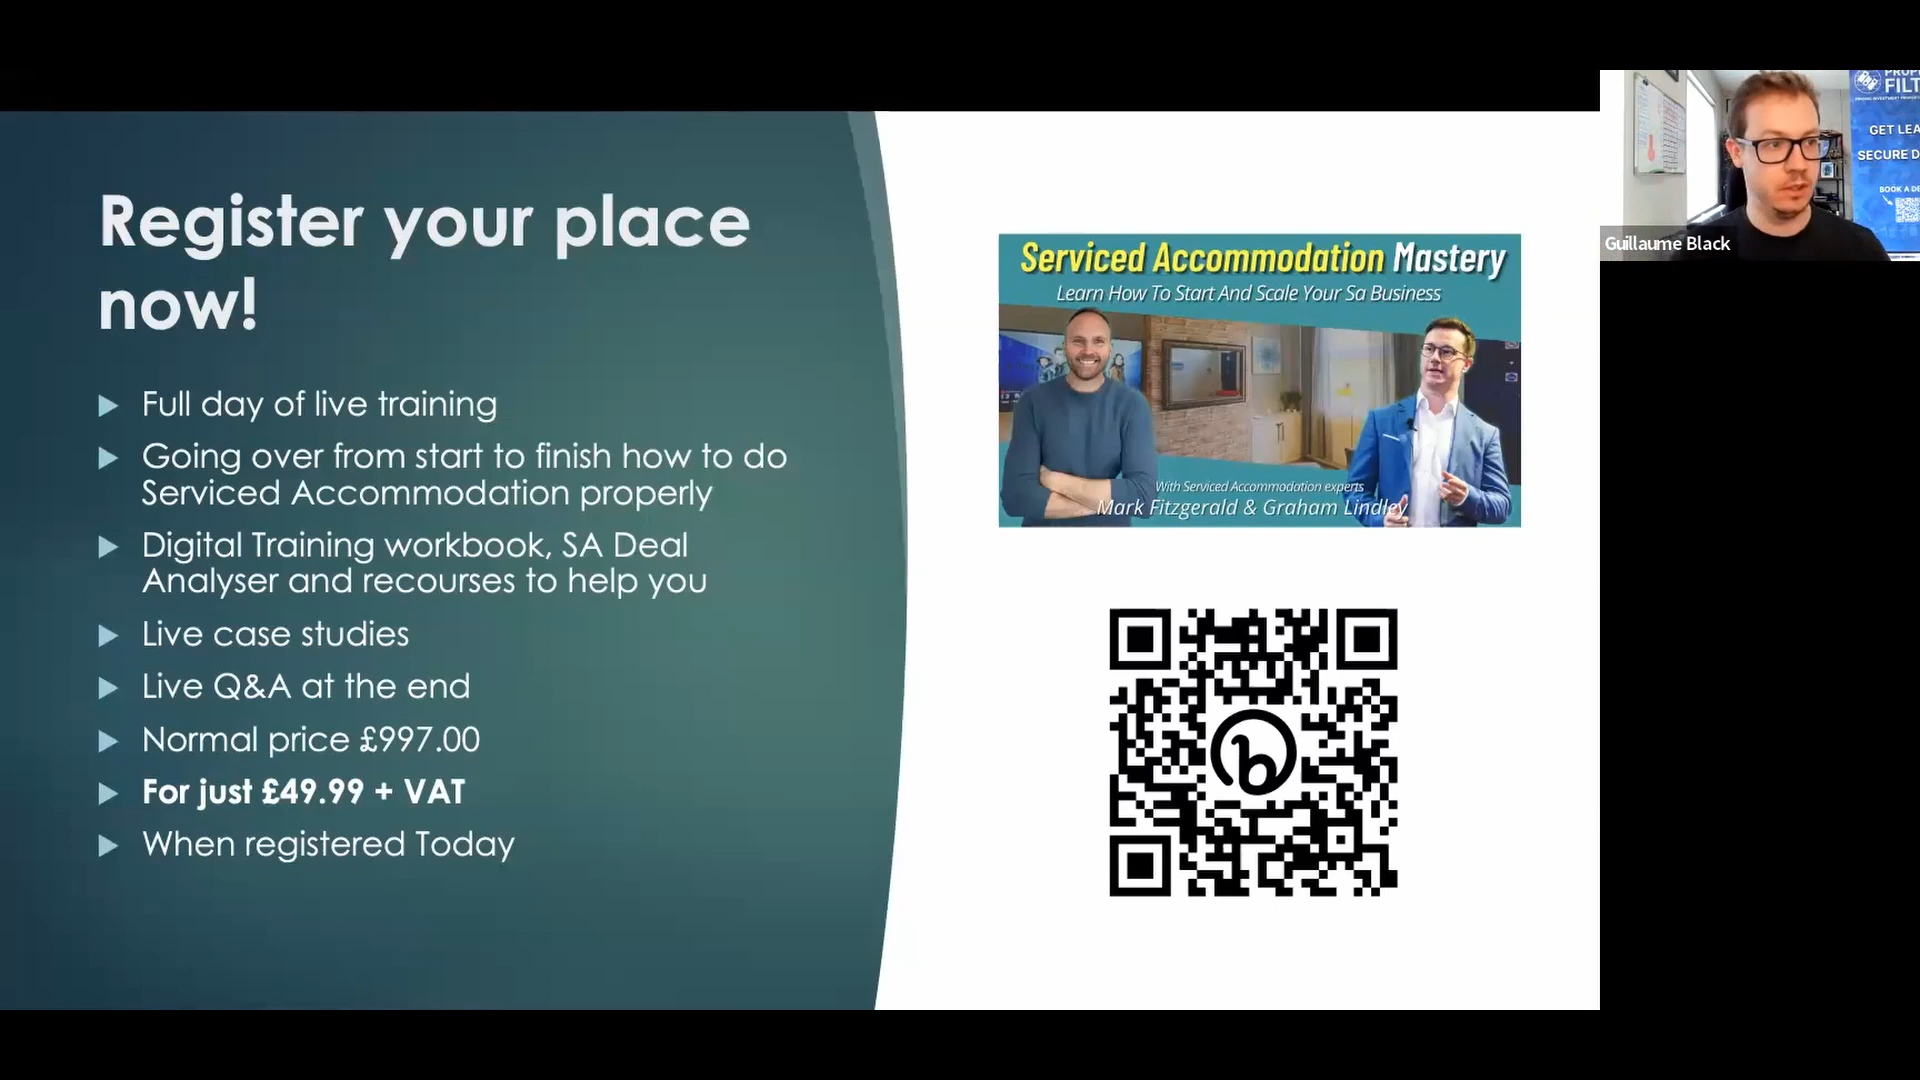 Register your place
now!
Full day of live training
Going over from start to finish how to do
Serviced Accommodation properly
Digital Training workbook, SA Deal
Analyser and recourses to help you
Live case studies
Live Q&A at the end
Normal price £997.00
For just £49.99 + VAT
When registered Today
Serviced Accommodation Mastery
Learn How To Start And Scale Your Sa Business
With Serviced Accommodation experts
Mark Fitzgerald & Graham Lindley
GET LEA
SECURE D
BOOK A DE
Guillaume Black